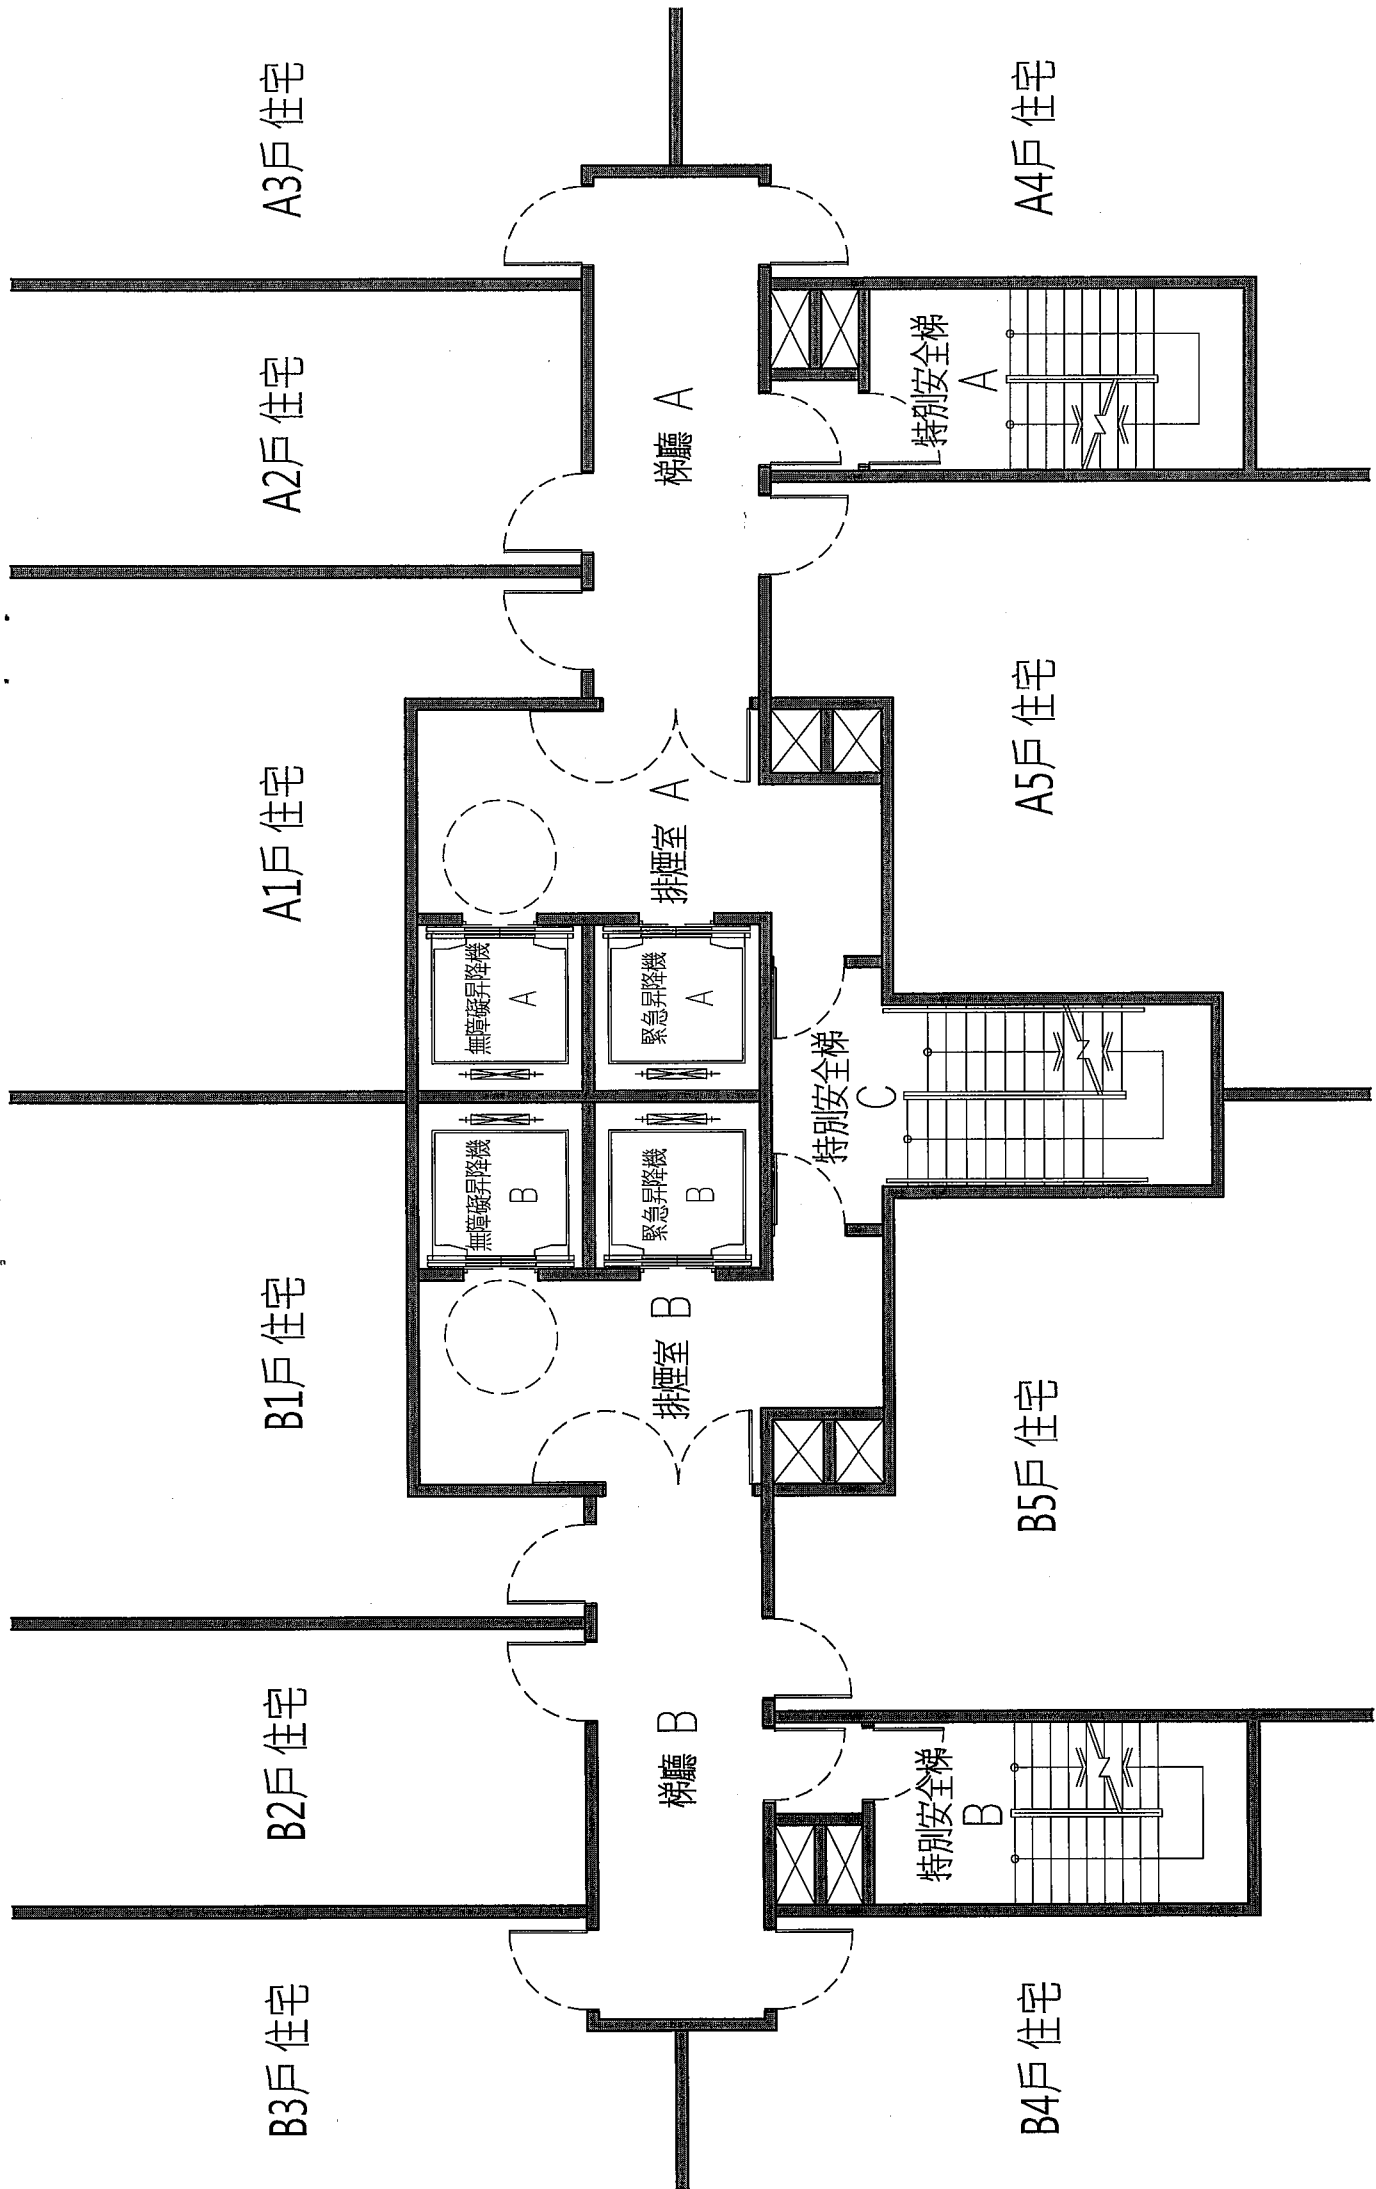 B3戶 住宅
B2戶 住宅
B1戶 住宅
A1戶 住宅
A2戶 住宅
A3戶 住宅
無障礙昇降機
B
無障礙昇降機
A
緊急昇降機
B
緊急昇降機
A
梯廳 B
排煙室 B
排煙室 A
梯廳 A
特別安全梯
B
特別安全梯
C
特別安全梯
A
B4戶 住宅
B5戶 住宅
A5戶 住宅
A4戶 住宅